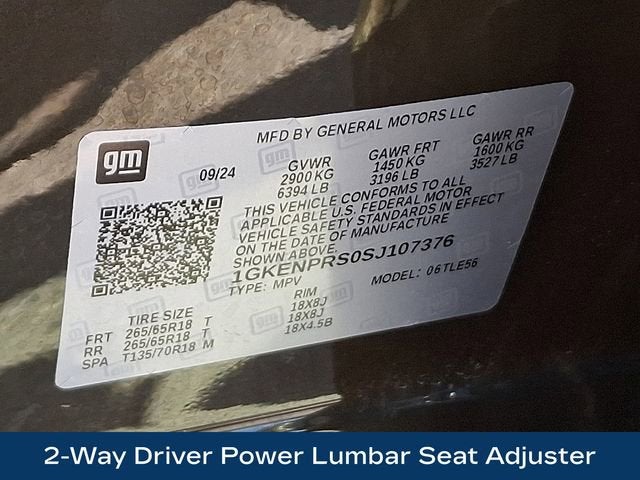 gm
MFD BY GENERAL MOTORS LLC
09/24
GVWR GAWR FRT GAWR RR
2900 KG 1450 KG 1600 KG
6394 LB 3196 LB 3527 LB
THIS VEHICLE CONFORMS TO ALL
APPLICABLE U.S. FEDERAL MOTOR
VEHICLE SAFETY STANDARDS IN EFFECT
ON THE DATE OF MANUFACTURE
SHOWN ABOVE.
1GKENPRS0SJ107376
TYPE: MPV MODEL: 06TLE56
TIRE SIZE RIM
FRT 265/65R18 T 18X8J
RR 265/65R18 T 18X8J
SPA T135/70R18 M 18X4.5B
2-Way Driver Power Lumbar Seat Adjuster